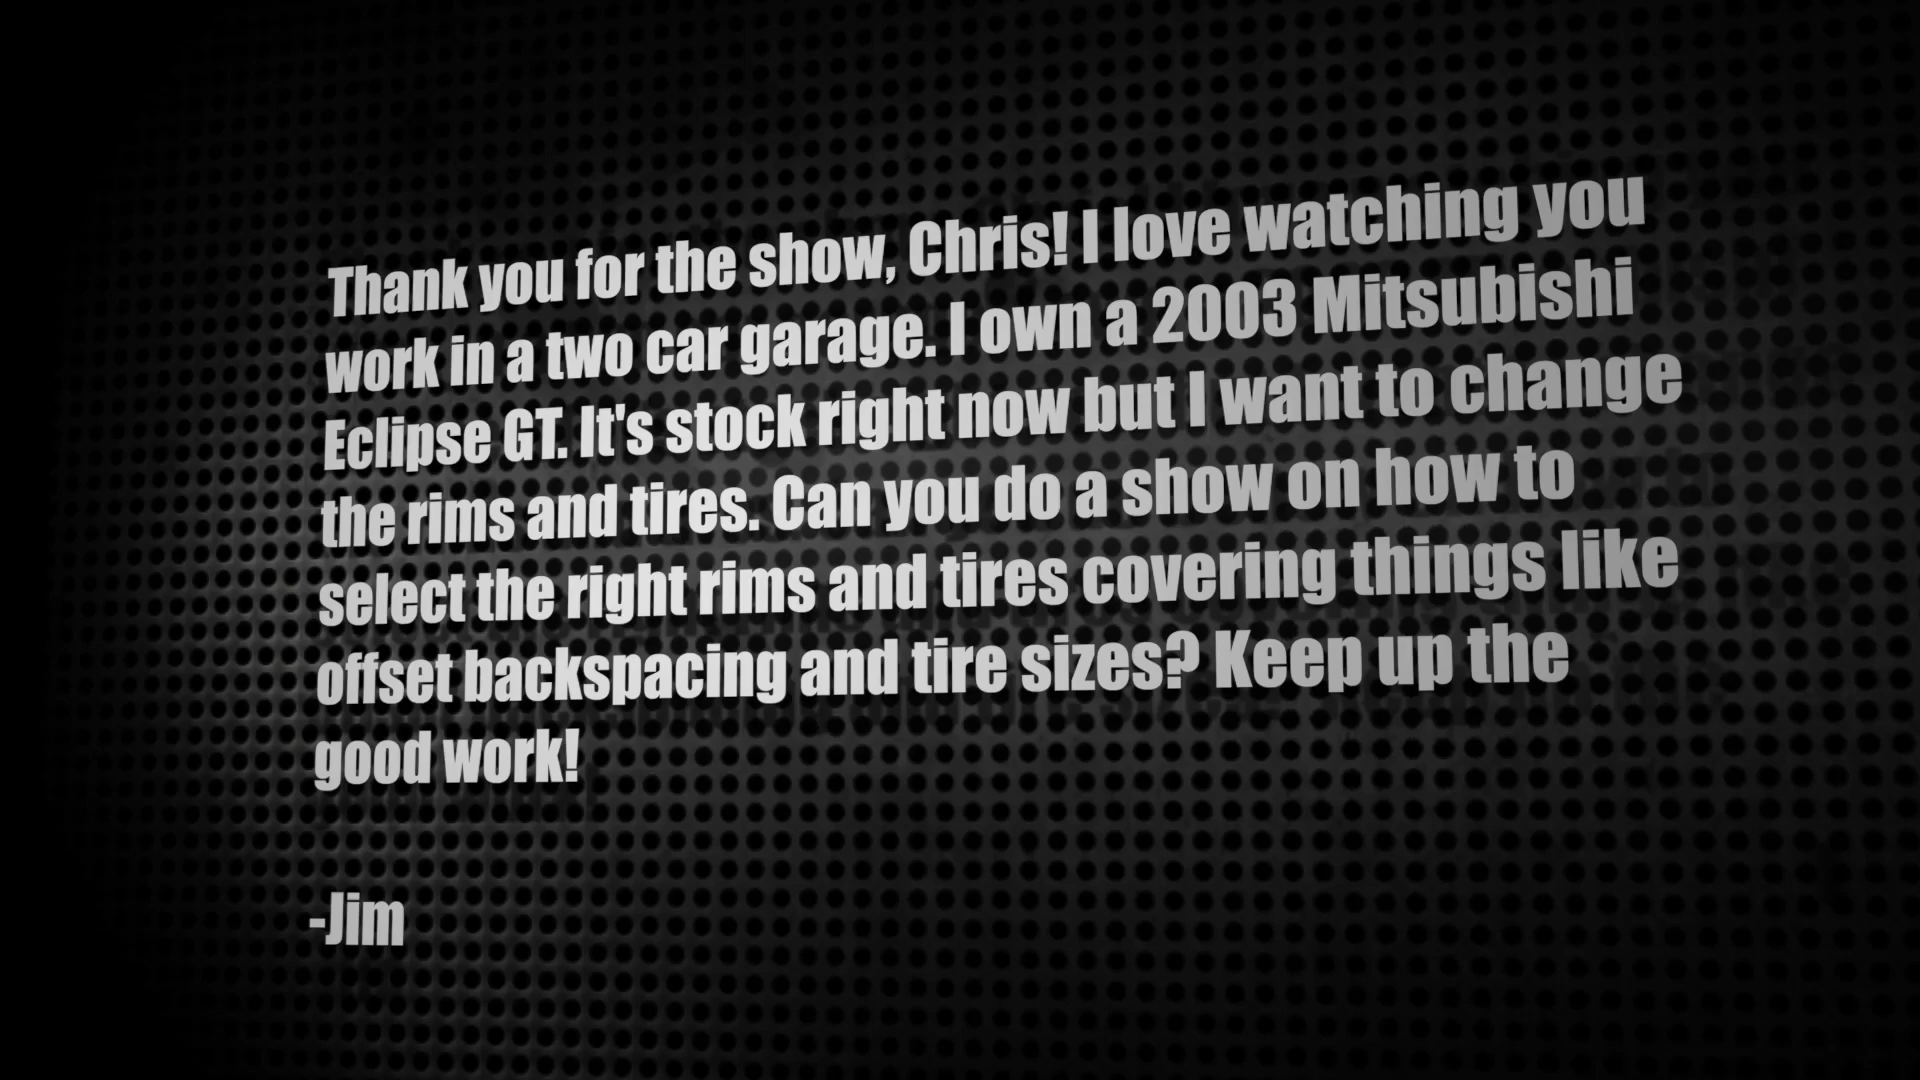 Thank you for the show, Chris! I love watching you
work in a two car garage. I own a 2003 Mitsubishi
Eclipse GT. It's stock right now but I want to change
the rims and tires. Can you do a show on how to
select the right rims and tires covering things like
offset backspacing and tire sizes? Keep up the
good work!
-Jim